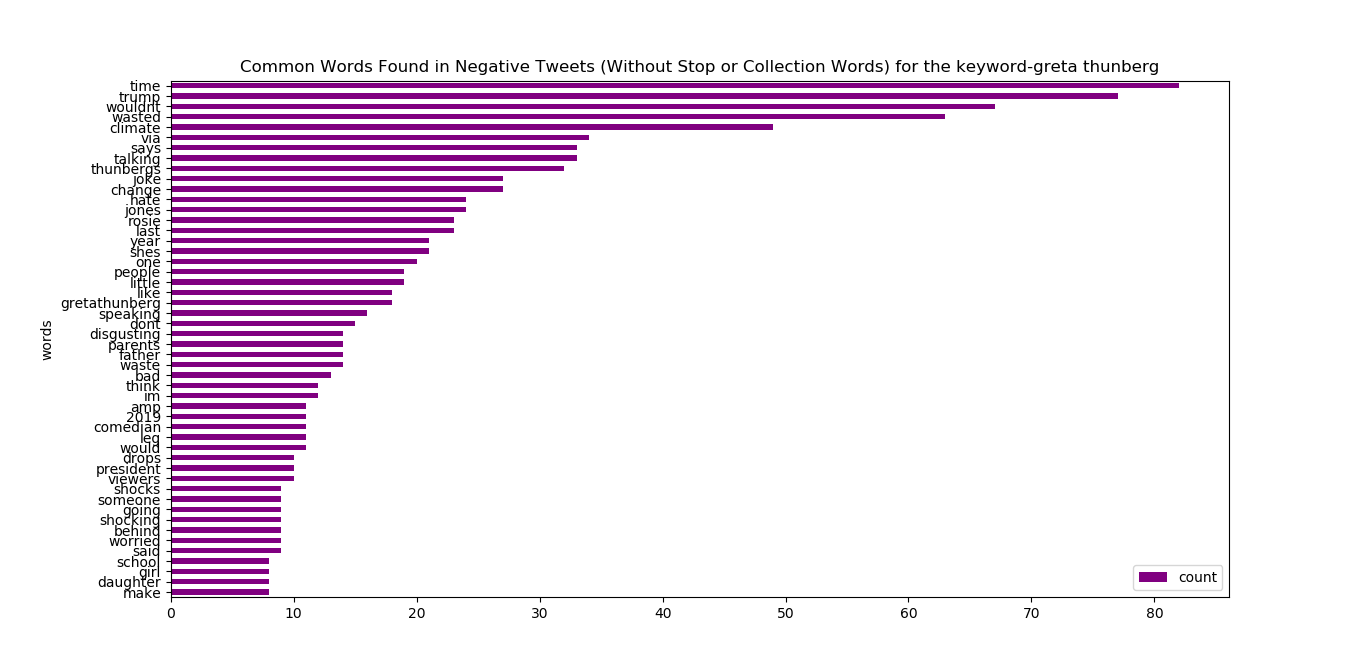 Common Words Found in Negative Tweets (Without Stop or Collection Words) for the keyword-greta thunberg
time
trump
wouldnt
wasted
climate
via
says
talking
thunbergs
joke
change
hate
jones
rosie
last
year
shes
one
people
little
like
gretathunberg
speaking
dont
disgusting
parents
father
waste
bad
think
im
amp
2019
comedian
leg
would
drops
president
viewers
shocks
someone
going
shocking
behind
worried
said
school
girl
daughter
make
words
count
0 10 20 30 40 50 60 70 80